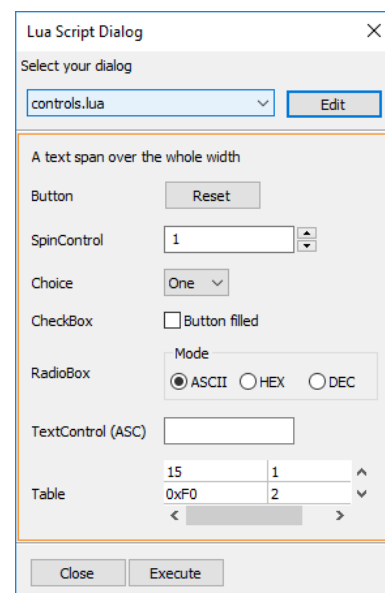 Lua Script Dialog
Select your dialog
controls.lua Edit
A text span over the whole width
Button Reset
SpinControl 1
Choice One
CheckBox Button filled
Mode
RadioBox ASCII HEX DEC
TextControl (ASC)
15 1
Table 0xF0 2
Close Execute